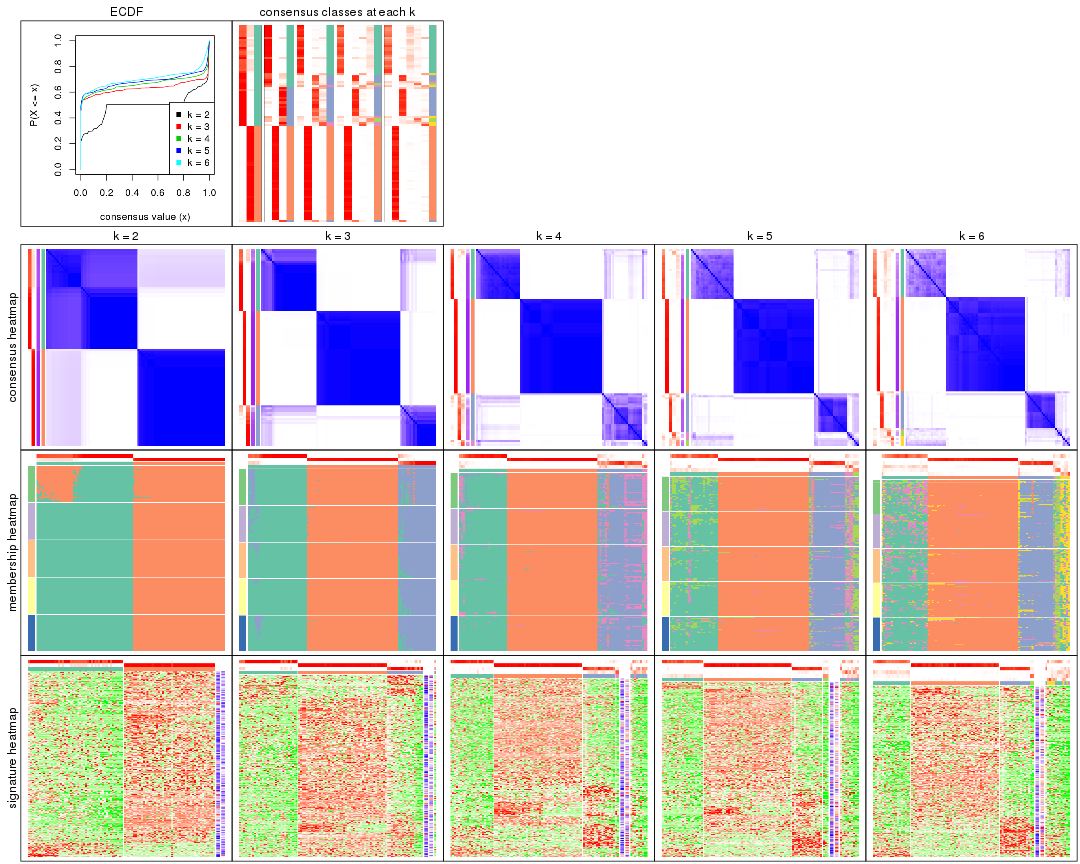 ECDF
consensus classes at each k
P(X <= x)
1.0
0.8
0.6
0.4
0.2
0.0
k = 2
k = 3
k = 4
k = 5
k = 6
0.0 0.2 0.4 0.6 0.8 1.0
consensus value (x)
k = 2 k = 3 k = 4 k = 5 k = 6
consensus heatmap
membership heatmap
signature heatmap